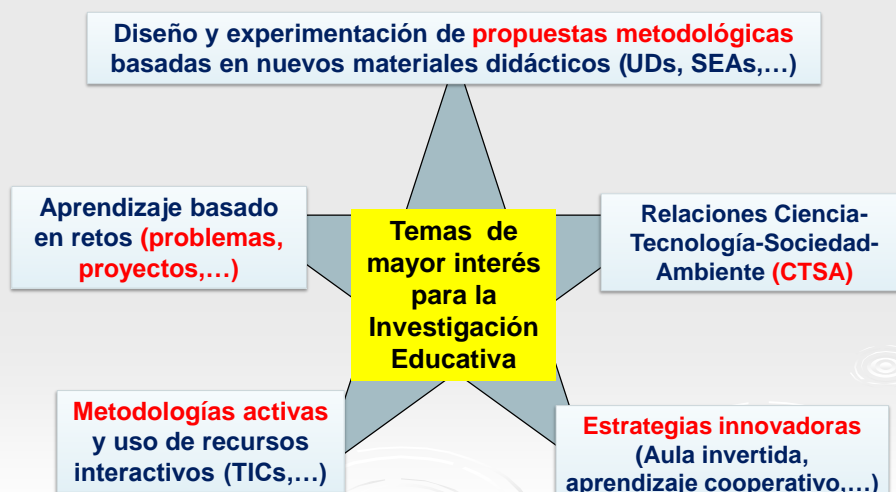 Diseño y experimentación de propuestas metodológicas
basadas en nuevos materiales didácticos (UDs, SEAs,…)
Aprendizaje basado
en retos (problemas,
proyectos,…)
Temas de
mayor interés
para la
Investigación
Educativa
Relaciones Ciencia-
Tecnología-Sociedad-
Ambiente (CTSA)
Metodologías activas
y uso de recursos
interactivos (TICs,…)
Estrategias innovadoras
(Aula invertida,
aprendizaje cooperativo,…)